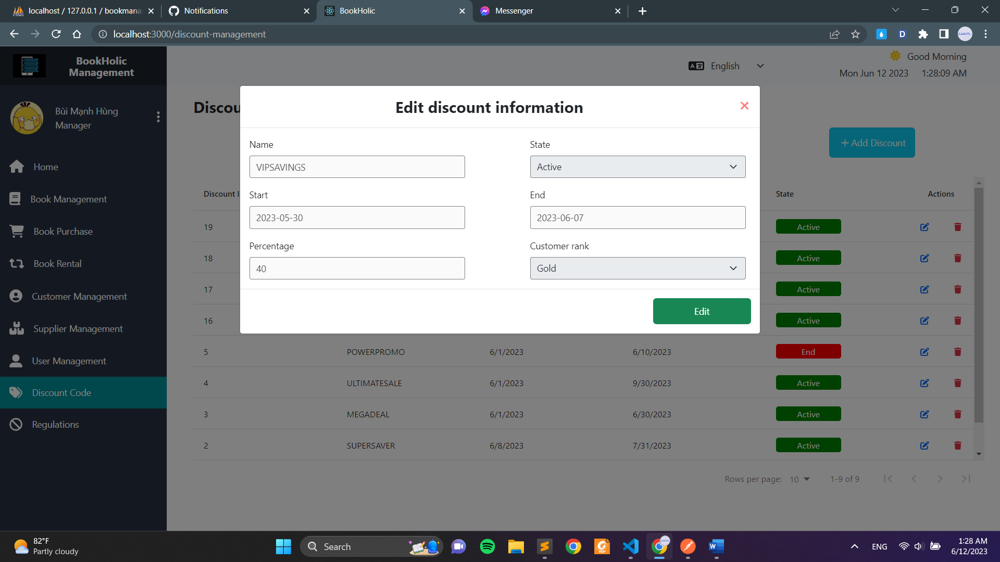 localhost / 127.0.0.1 / bookmana
Notifications
BookHolic
Messenger
localhost:3000/discount-management
D
BookHolic
Management
English
Good Morning
Mon Jun 12 2023 1:28:09 AM
Bùi Mạnh Hùng
Manager
Home
Book Management
Book Purchase
Book Rental
Customer Management
Supplier Management
User Management
Discount Code
Regulations
Discou
+ Add Discount
Edit discount information
Name
VIPSAVINGS
State
Active
Start
2023-05-30
End
2023-06-07
Percentage
40
Customer rank
Gold
Edit
Discount I State Actions
19 Active
18 Active
17 Active
16 Active
5 POWERPROMO 6/1/2023 6/10/2023 End
4 ULTIMATESALE 6/1/2023 9/30/2023 Active
3 MEGADEAL 6/1/2023 6/30/2023 Active
2 SUPERSAVER 6/8/2023 7/31/2023 Active
Rows per page: 10 1-9 of 9
82°F
Partly cloudy
Search
PDF
ENG
1:28 AM
6/12/2023